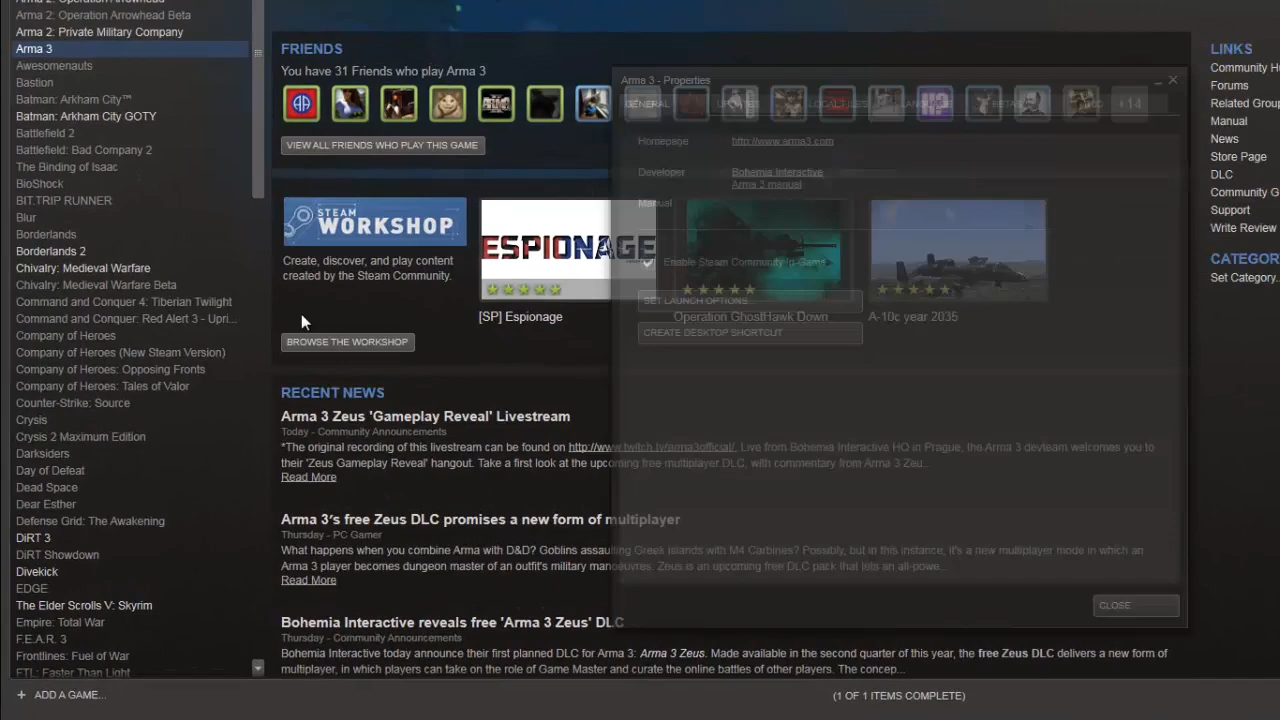 Arma 2: Operation Arrowhead
Arma 2: Operation Arrowhead Beta
Arma 2: Private Military Company
Arma 3
Awesomenauts
Bastion
Batman: Arkham City™
Batman: Arkham City GOTY
Battlefield 2
Battlefield: Bad Company 2
The Binding of Isaac
BioShock
BIT.TRIP RUNNER
Blur
Borderlands
Borderlands 2
Chivalry: Medieval Warfare
Chivalry: Medieval Warfare Beta
Command and Conquer 4: Tiberian Twilight
Command and Conquer: Red Alert 3 - Upri...
Company of Heroes
Company of Heroes (New Steam Version)
Company of Heroes: Opposing Fronts
Company of Heroes: Tales of Valor
Counter-Strike: Source
Crysis
Crysis 2 Maximum Edition
Darksiders
Day of Defeat
Dead Space
Dear Esther
Defense Grid: The Awakening
DiRT 3
DiRT Showdown
Divekick
EDGE
The Elder Scrolls V: Skyrim
Empire: Total War
F.E.A.R. 3
Frontlines: Fuel of War
FTL: Faster Than Light
+ ADD A GAME...
FRIENDS
You have 31 Friends who play Arma 3
AA
+14
VIEW ALL FRIENDS WHO PLAY THIS GAME
STEAM
WORKSHOP
Create, discover, and play content
created by the Steam Community.
BROWSE THE WORKSHOP
ESPIONAGE
[SP] Espionage
Operation GhostHawk Down
A-10c year 2035
Arma 3 - Properties
GENERAL UPDATES LOCAL FILES LANGUAGE BETAS DLC
Homepage http://www.arma3.com
Developer Bohemia Interactive
Manual Arma 3 manual
Enable Steam Community In-Game
SET LAUNCH OPTIONS...
CREATE DESKTOP SHORTCUT
CLOSE
RECENT NEWS
Arma 3 Zeus 'Gameplay Reveal' Livestream
Today - Community Announcements
*The original recording of this livestream can be found on http://www.twitch.tv/arma3official/. Live from Bohemia Interactive HQ in Prague, the Arma 3 devteam welcomes you to
their 'Zeus Gameplay Reveal' hangout. Take a first look at the upcoming free multiplayer DLC, with commentary from Arma 3 Zeu...
Read More
Arma 3's free Zeus DLC promises a new form of multiplayer
Thursday - PC Gamer
What happens when you combine Arma with D&D? Goblins assaulting Greek islands with M4 Carbines? Possibly, but in this instance, it's a new multiplayer mode in which an
Arma 3 player becomes dungeon master of an outfit's military manoeuvres. Zeus is an upcoming free DLC pack that lets an all-powe...
Read More
Bohemia Interactive reveals free 'Arma 3 Zeus' DLC
Thursday - Community Announcements
Bohemia Interactive today announce their first planned DLC for Arma 3: Arma 3 Zeus. Made available in the second quarter of this year, the free Zeus DLC delivers a new form of
multiplayer, in which players can take on the role of Game Master and curate the online battles of other players. The concep...
(1 OF 1 ITEMS COMPLETE)
LINKS
Community Hu
Forums
Related Group
Manual
News
Store Page
DLC
Community G
Support
Write Review
CATEGOR
Set Category..